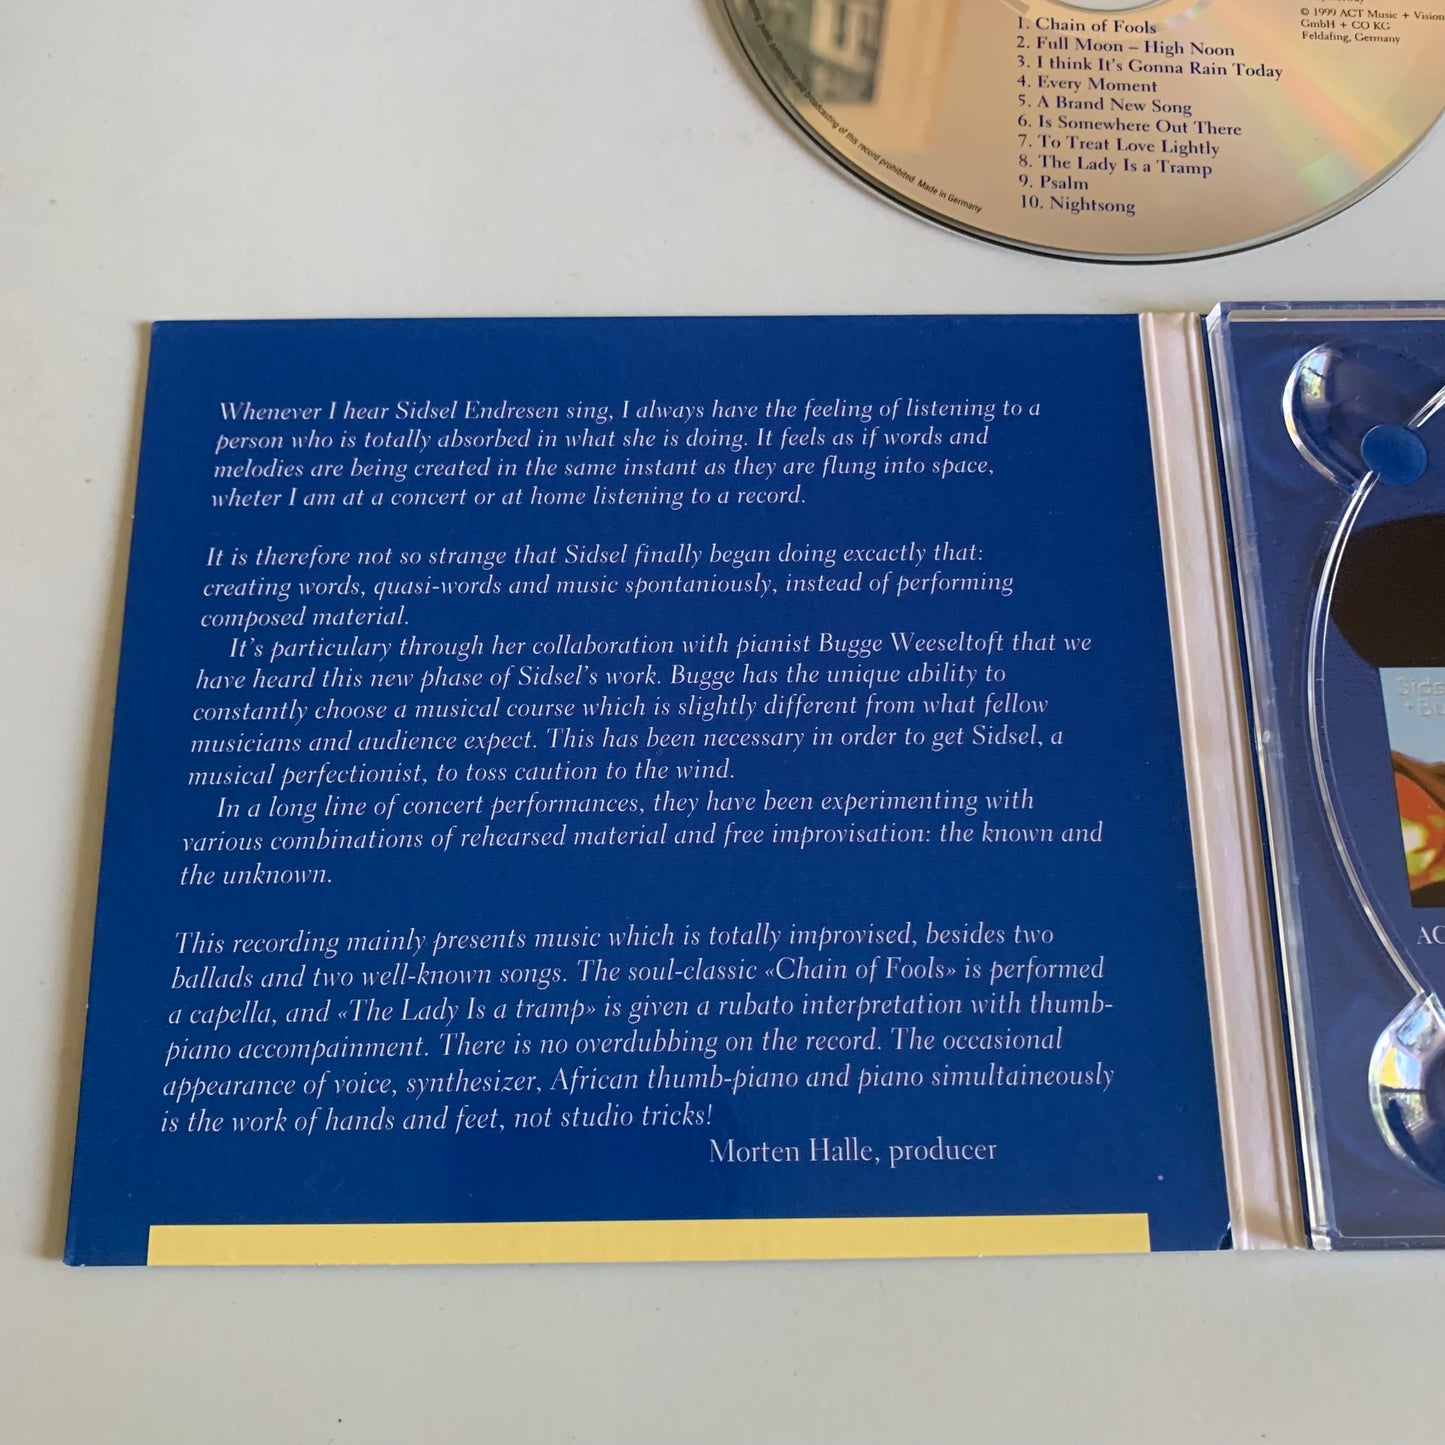 © 1999 ACT Music + Vision
GmbH + CO KG
Feldafing, Germany
1. Chain of Fools
2. Full Moon – High Noon
3. I think It's Gonna Rain Today
4. Every Moment
5. A Brand New Song
6. Is Somewhere Out There
7. To Treat Love Lightly
8. The Lady Is a Tramp
9. Psalm
10. Nightsong
public performance and broadcasting of this record prohibited. Made in Germany
Whenever I hear Sidsel Endresen sing, I always have the feeling of listening to a
person who is totally absorbed in what she is doing. It feels as if words and
melodies are being created in the same instant as they are flung into space,
wheter I am at a concert or at home listening to a record.
It is therefore not so strange that Sidsel finally began doing excactly that:
creating words, quasi-words and music spontaniously, instead of performing
composed material.
It's particulary through her collaboration with pianist Bugge Weeseltoft that we
have heard this new phase of Sidsel's work. Bugge has the unique ability to
constantly choose a musical course which is slightly different from what fellow
musicians and audience expect. This has been necessary in order to get Sidsel, a
musical perfectionist, to toss caution to the wind.
In a long line of concert performances, they have been experimenting with
various combinations of rehearsed material and free improvisation: the known and
the unknown.
This recording mainly presents music which is totally improvised, besides two
ballads and two well-known songs. The soul-classic «Chain of Fools» is performed
a capella, and «The Lady Is a tramp» is given a rubato interpretation with thumb-
piano accompainment. There is no overdubbing on the record. The occasional
appearance of voice, synthesizer, African thumb-piano and piano simultaineously
is the work of hands and feet, not studio tricks!
Morten Halle, producer